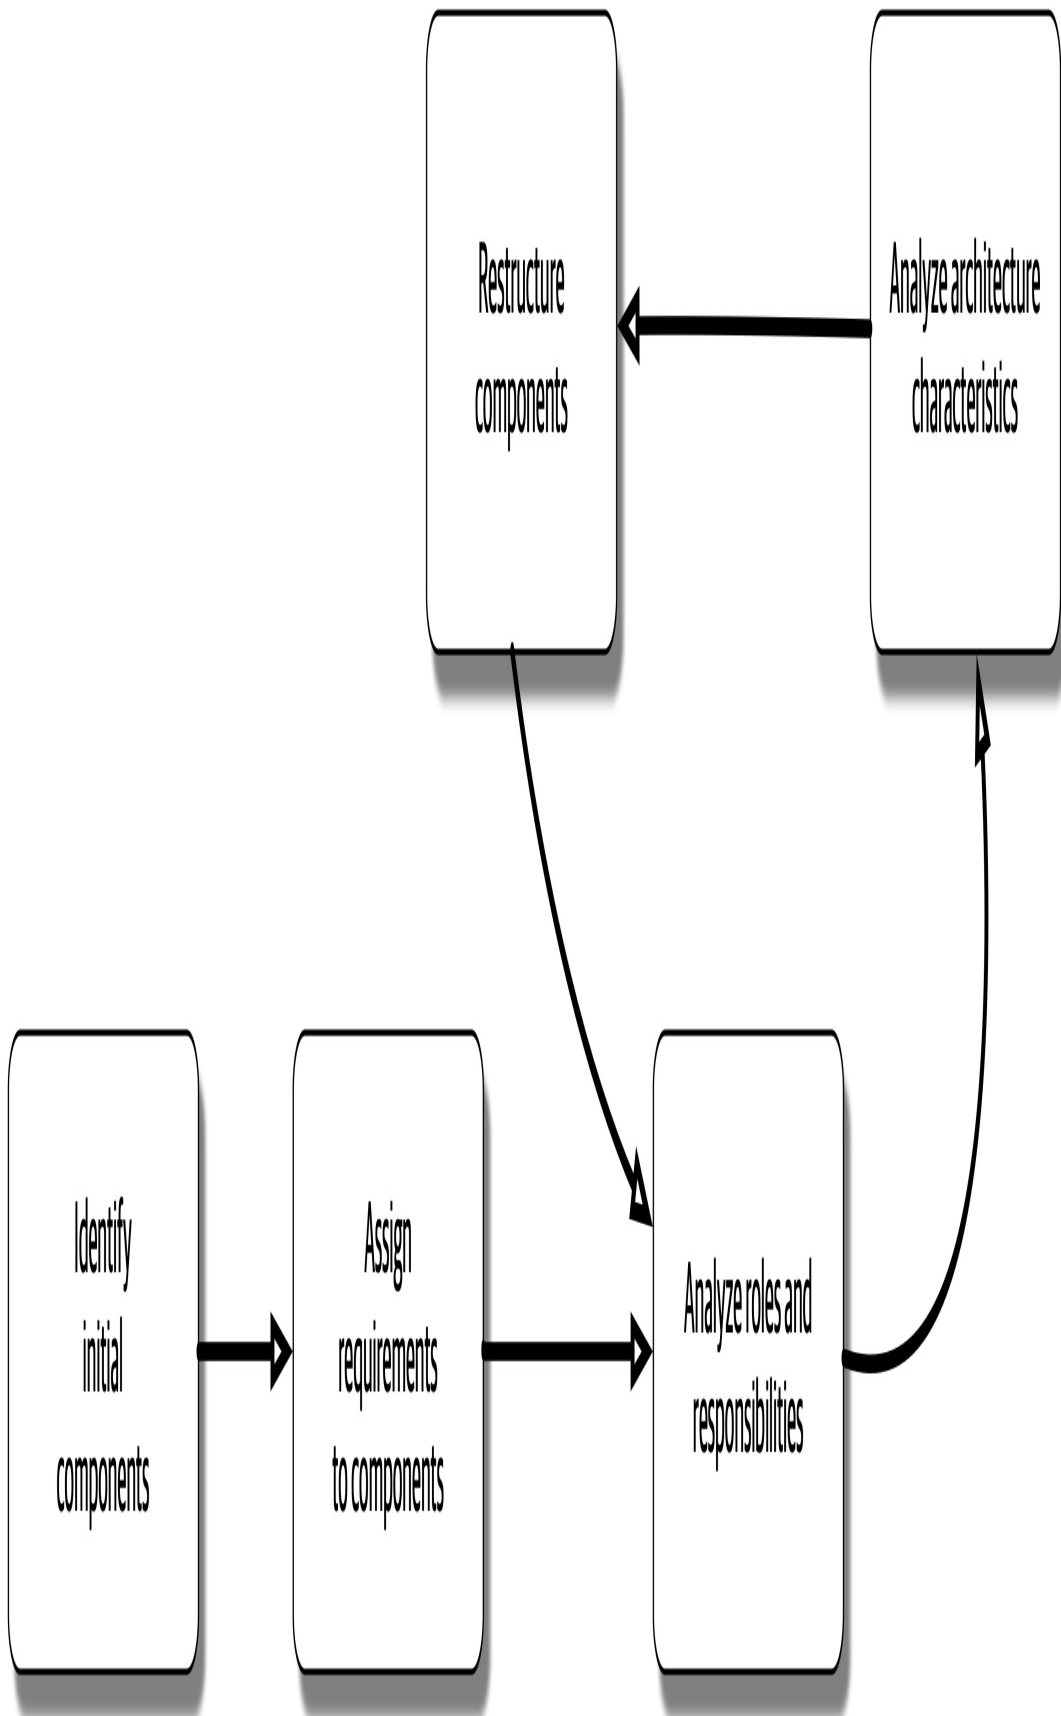 Restructure
components
Analyze architecture
characteristics
Identify
initial
components
Assign
requirements
to components
Analyze roles and
responsibilities